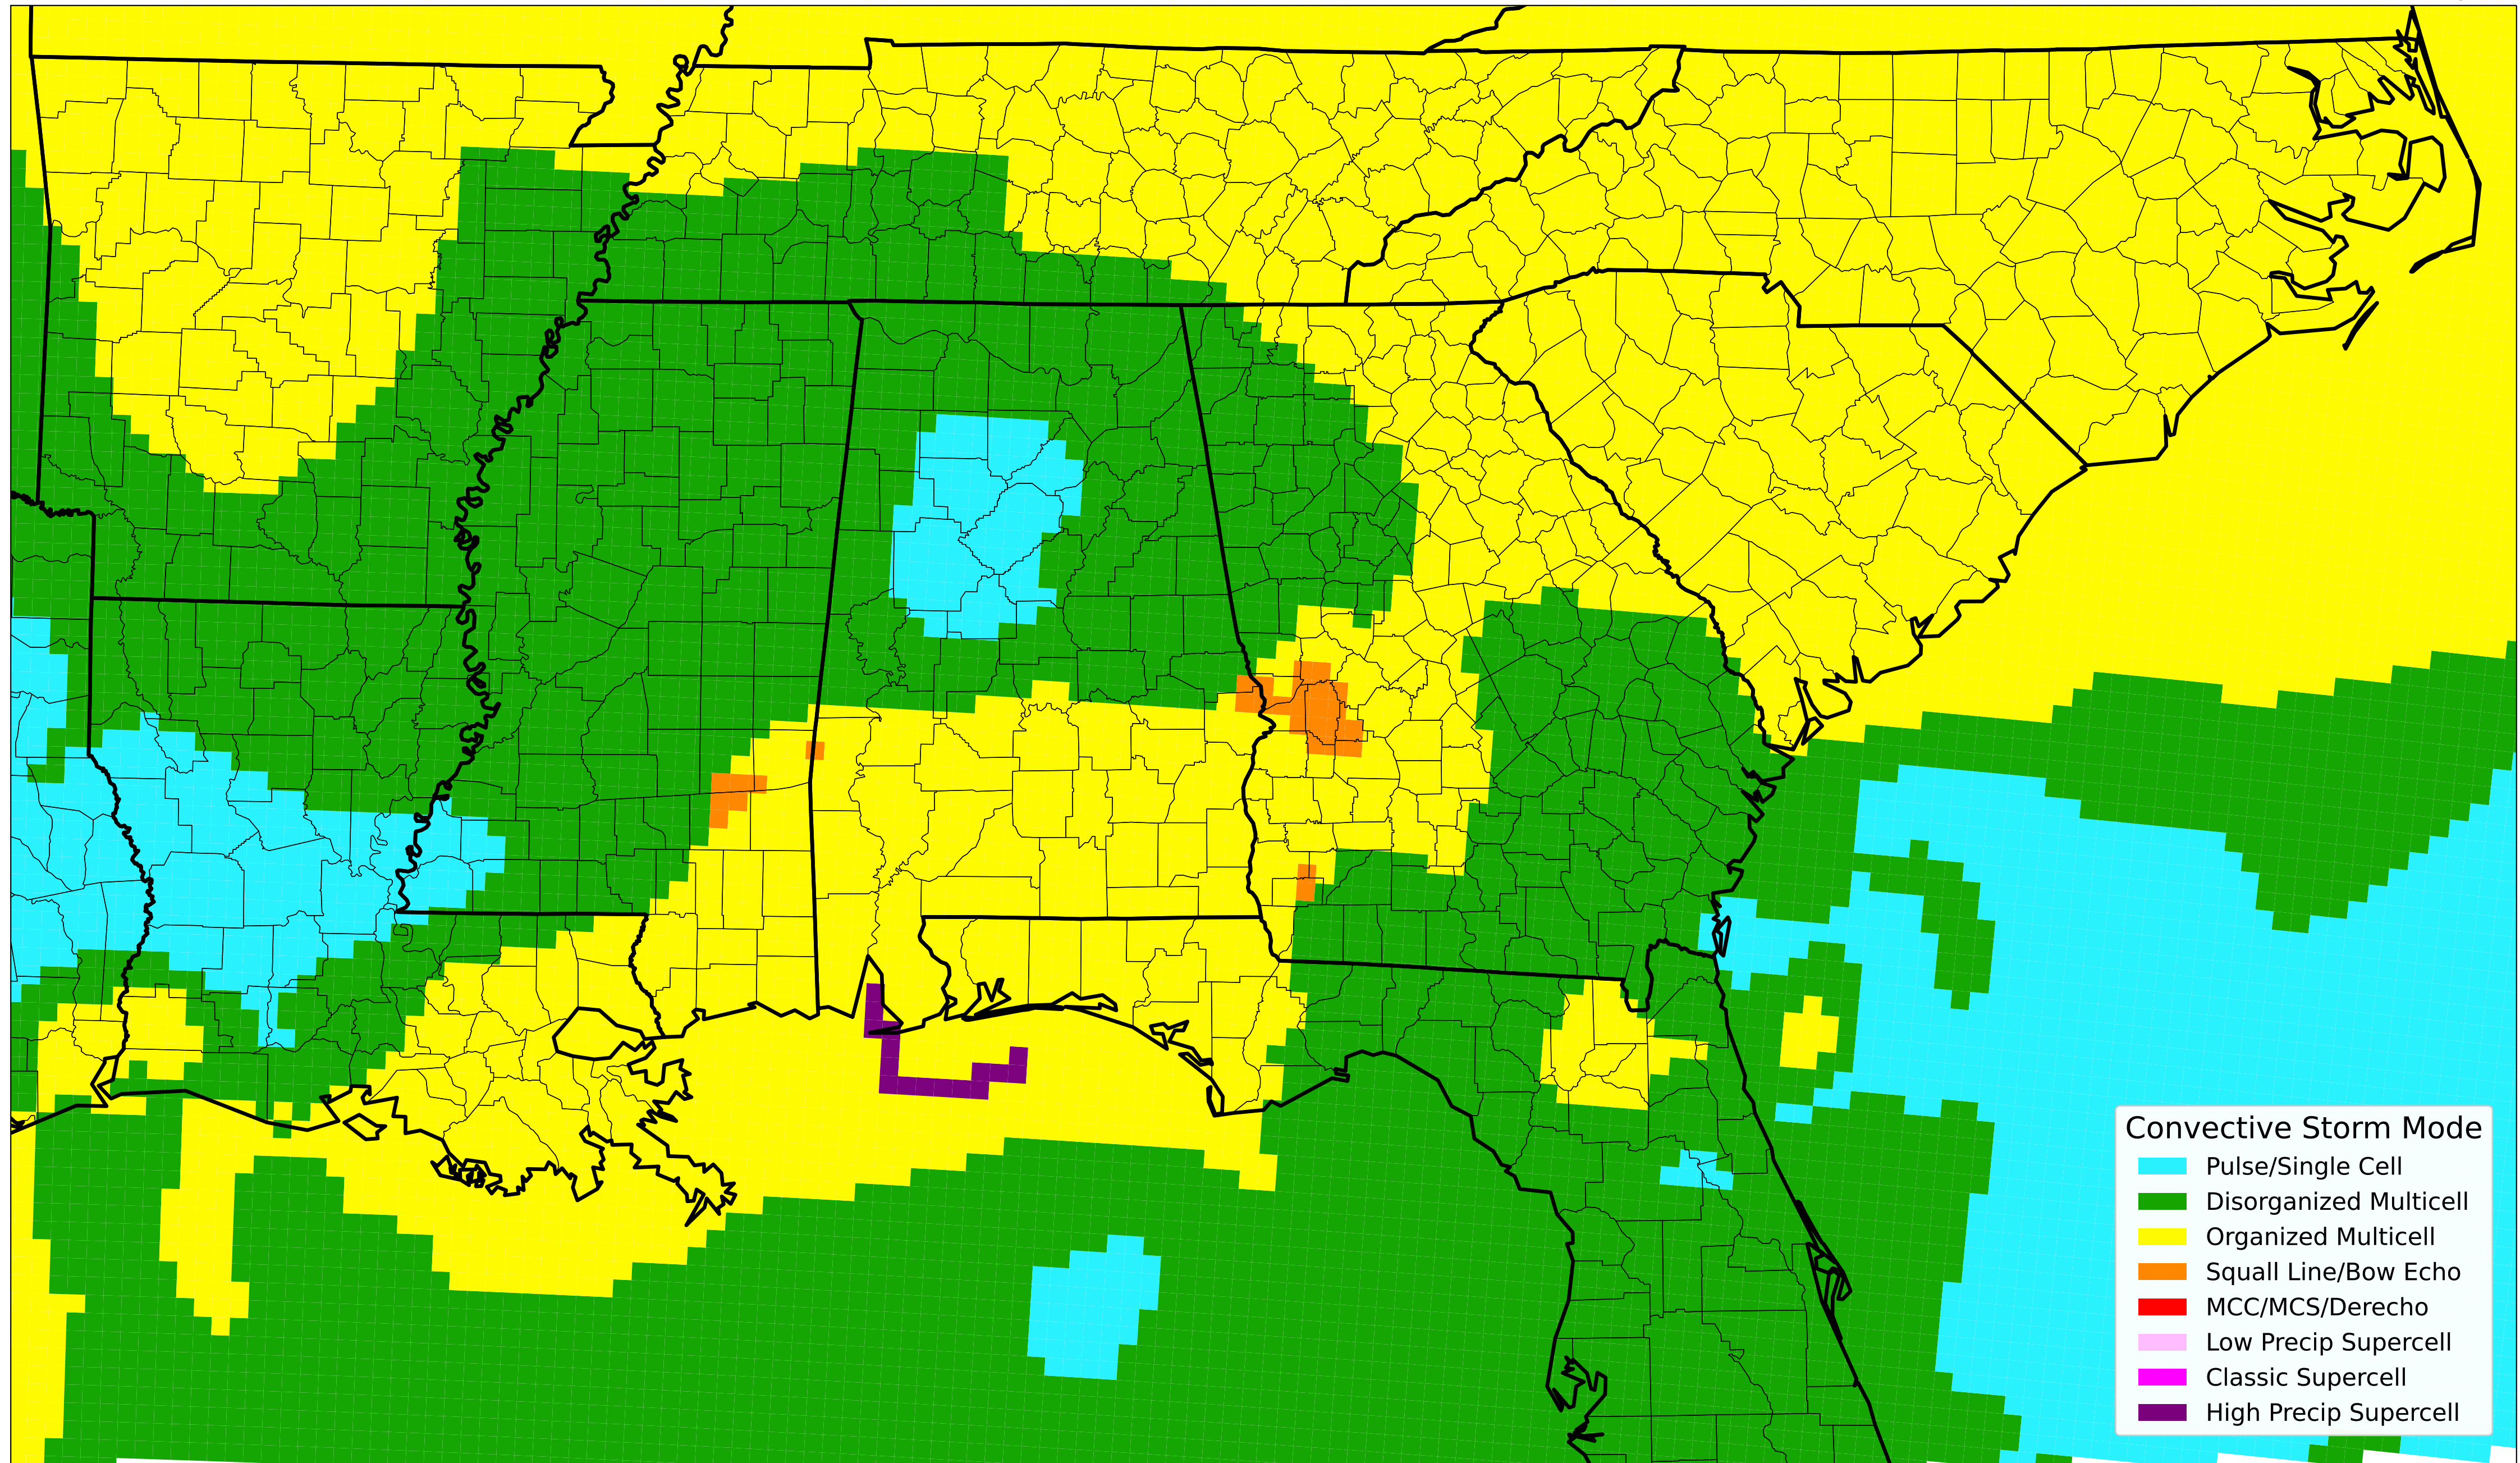 Convective Storm Mode
Pulse/Single Cell
Disorganized Multicell
Organized Multicell
Squall Line/Bow Echo
MCC/MCS/Derecho
Low Precip Supercell
Classic Supercell
High Precip Supercell